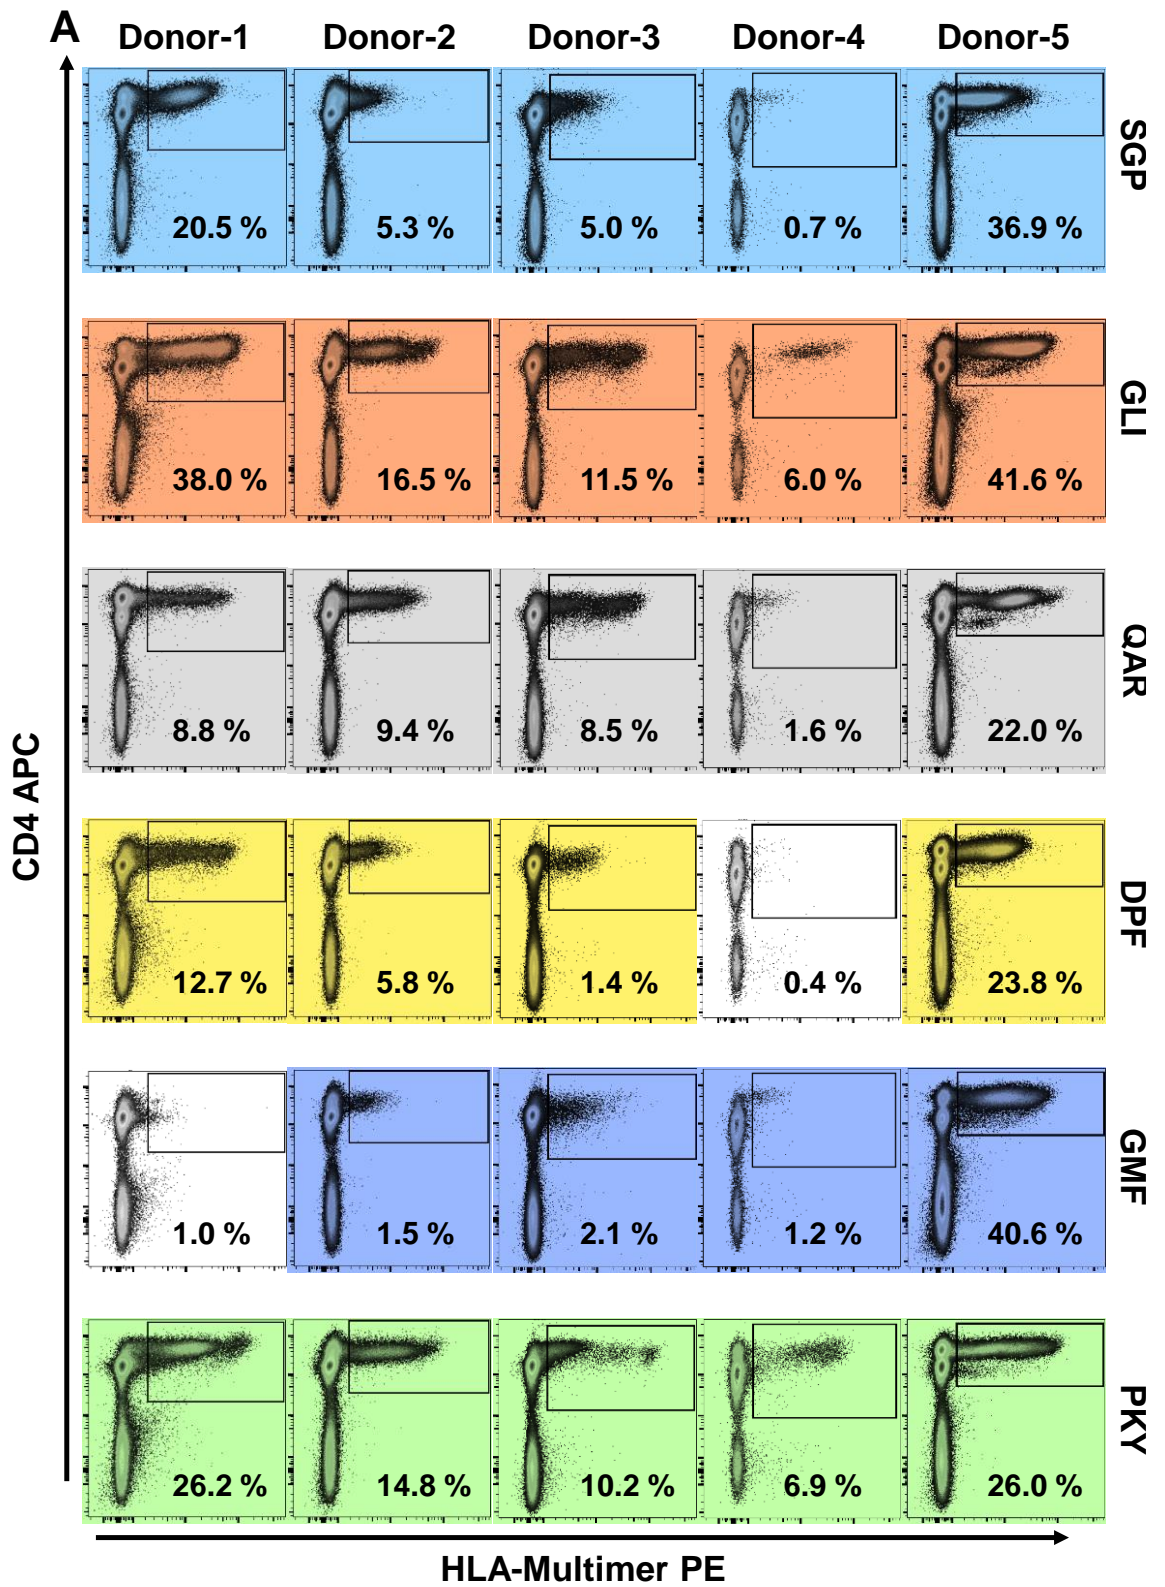 A
Donor-1 Donor-2 Donor-3 Donor-4 Donor-5
20.5 % 5.3 % 5.0 % 0.7 % 36.9 % SGP
38.0 % 16.5 % 11.5 % 6.0 % 41.6 % GLI
8.8 % 9.4 % 8.5 % 1.6 % 22.0 % QAR
12.7 % 5.8 % 1.4 % 0.4 % 23.8 % DPF
1.0 % 1.5 % 2.1 % 1.2 % 40.6 % GMF
26.2 % 14.8 % 10.2 % 6.9 % 26.0 % PKY
CD4 APC
HLA-Multimer PE